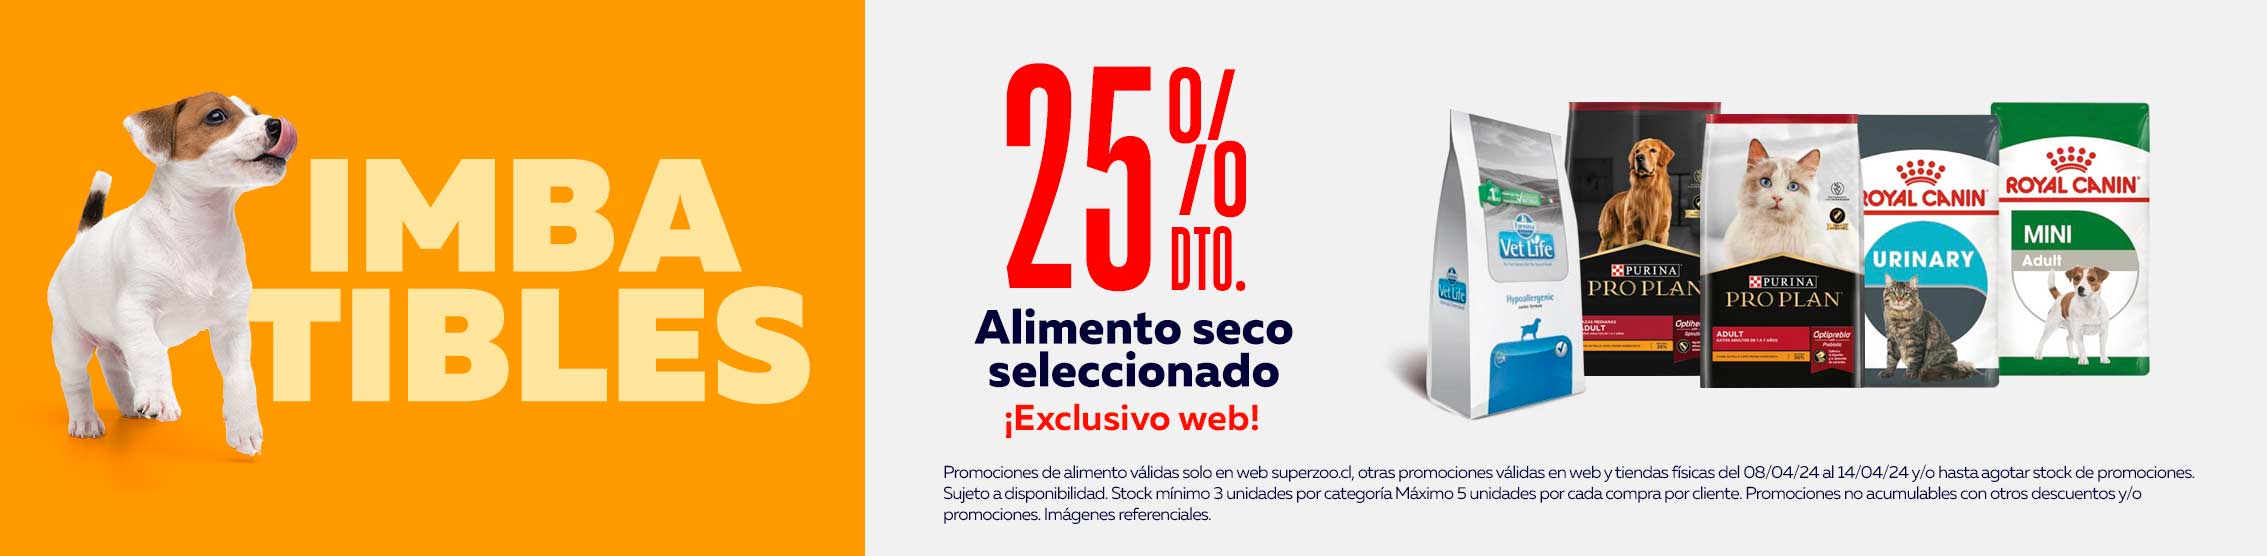 IMBA
TIBLES
25%
DTO.
Alimento seco
seleccionado
¡Exclusivo web!
Vet Life
Hypoallergenic
Vet Life
PURINA
PRO PLAN
ADULT
PURINA
PRO PLAN
ADULT
Optiprebio
ROYAL CANIN
URINARY
ROYAL CANIN
MINI
Adult
Promociones de alimento válidas solo en web superzoo.cl, otras promociones válidas en web y tiendas físicas del 08/04/24 al 14/04/24 y/o hasta agotar stock de promociones.
Sujeto a disponibilidad. Stock mínimo 3 unidades por categoría Máximo 5 unidades por cada compra por cliente. Promociones no acumulables con otros descuentos y/o
promociones. Imágenes referenciales.